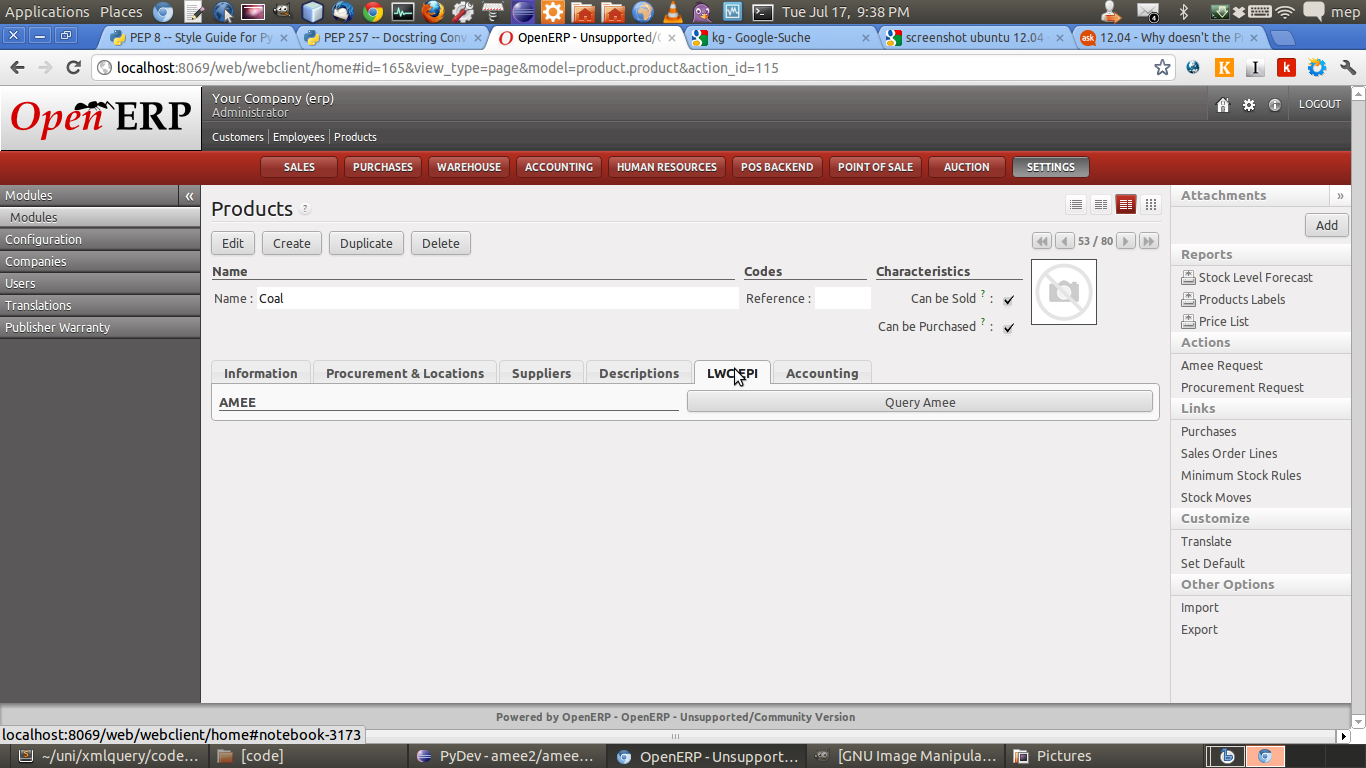 Applications Places Tue Jul 17, 9:38 PM 4 mep
PEP 8 -- Style Guide for Py PEP 257 -- Docstring Conv OpenERP - Unsupported/C kg - Google-Suche screenshot ubuntu 12.04 ask 12.04 - Why doesn't the P
localhost:8069/web/webclient/home#id=165&view_type=page&model=product.product&action_id=115
Open ERP
Your Company (erp)
Administrator
LOGOUT
Customers Employees Products
SALES PURCHASES WAREHOUSE ACCOUNTING HUMAN RESOURCES POS BACKEND POINT OF SALE AUCTION SETTINGS
Modules «
Modules
Configuration
Companies
Users
Translations
Publisher Warranty
Products ?
Edit Create Duplicate Delete
53 / 80
Name Codes Characteristics
Name : Coal Reference : Can be Sold ? :
Can be Purchased ? :
Information Procurement & Locations Suppliers Descriptions Accounting
AMEE Query Amee
Attachments »
Add
Reports
Stock Level Forecast
Products Labels
Price List
Actions
Amee Request
Procurement Request
Links
Purchases
Sales Order Lines
Minimum Stock Rules
Stock Moves
Customize
Translate
Set Default
Other Options
Import
Export
Powered by OpenERP - OpenERP - Unsupported/Community Version
localhost:8069/web/webclient/home#notebook-3173
~/uni/xmlquery/code... [code] PyDev - amee2/amee... OpenERP - Unsupport... [GNU Image Manipula... Pictures